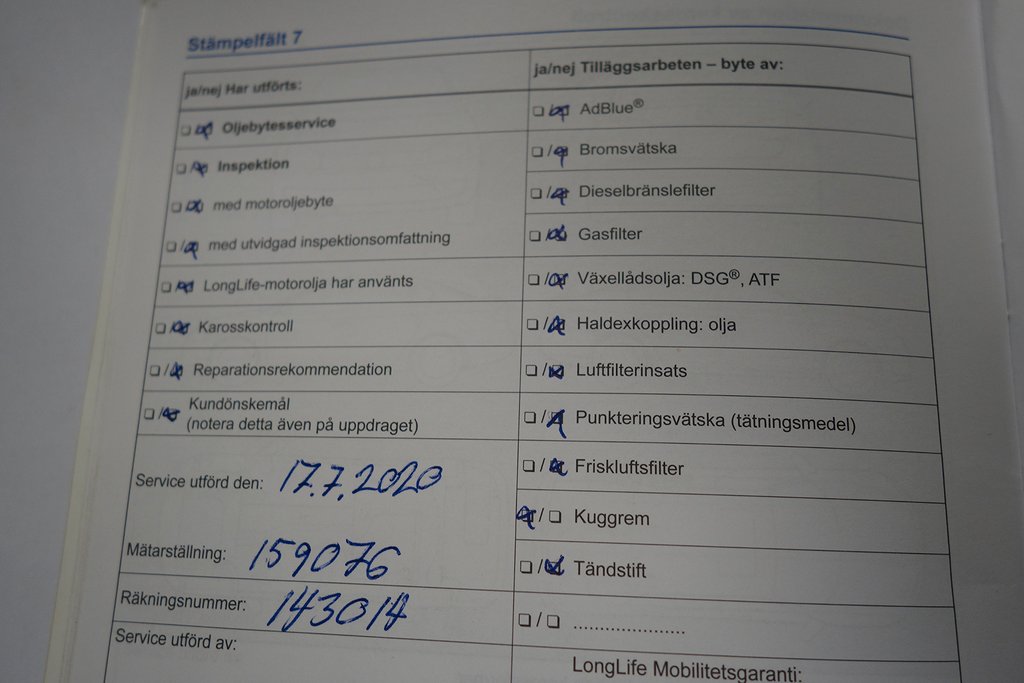 Stämpelfält 7
ja/nej Har utförts:
❏ / ❏ Oljebytesservice
❏ / ❏ Inspektion
❏ / ❏ med motoroljebyte
❏ / ❏ med utvidgad inspektionsomfattning
❏ / ❏ LongLife-motorolja har använts
❏ / ❏ Karosskontroll
❏ / ❏ Reparationsrekommendation
❏ / ❏ Kundönskemål
(notera detta även på uppdraget)
Service utförd den: 17.7.2020
Mätarställning: 159076
Räkningsnummer: 143014
Service utförd av:
ja/nej Tilläggsarbeten – byte av:
❏ / ❏ AdBlue®
❏ / ❏ Bromsvätska
❏ / ❏ Dieselbränslefilter
❏ / ❏ Gasfilter
❏ / ❏ Växellådsolja: DSG®, ATF
❏ / ❏ Haldexkoppling: olja
❏ / ❏ Luftfilterinsats
❏ / ❏ Punkteringsvätska (tätningsmedel)
❏ / ❏ Friskluftsfilter
❏ / ❏ Kuggrem
❏ / ❏ Tändstift
❏ / ❏ .....................
LongLife Mobilitetsgaranti: